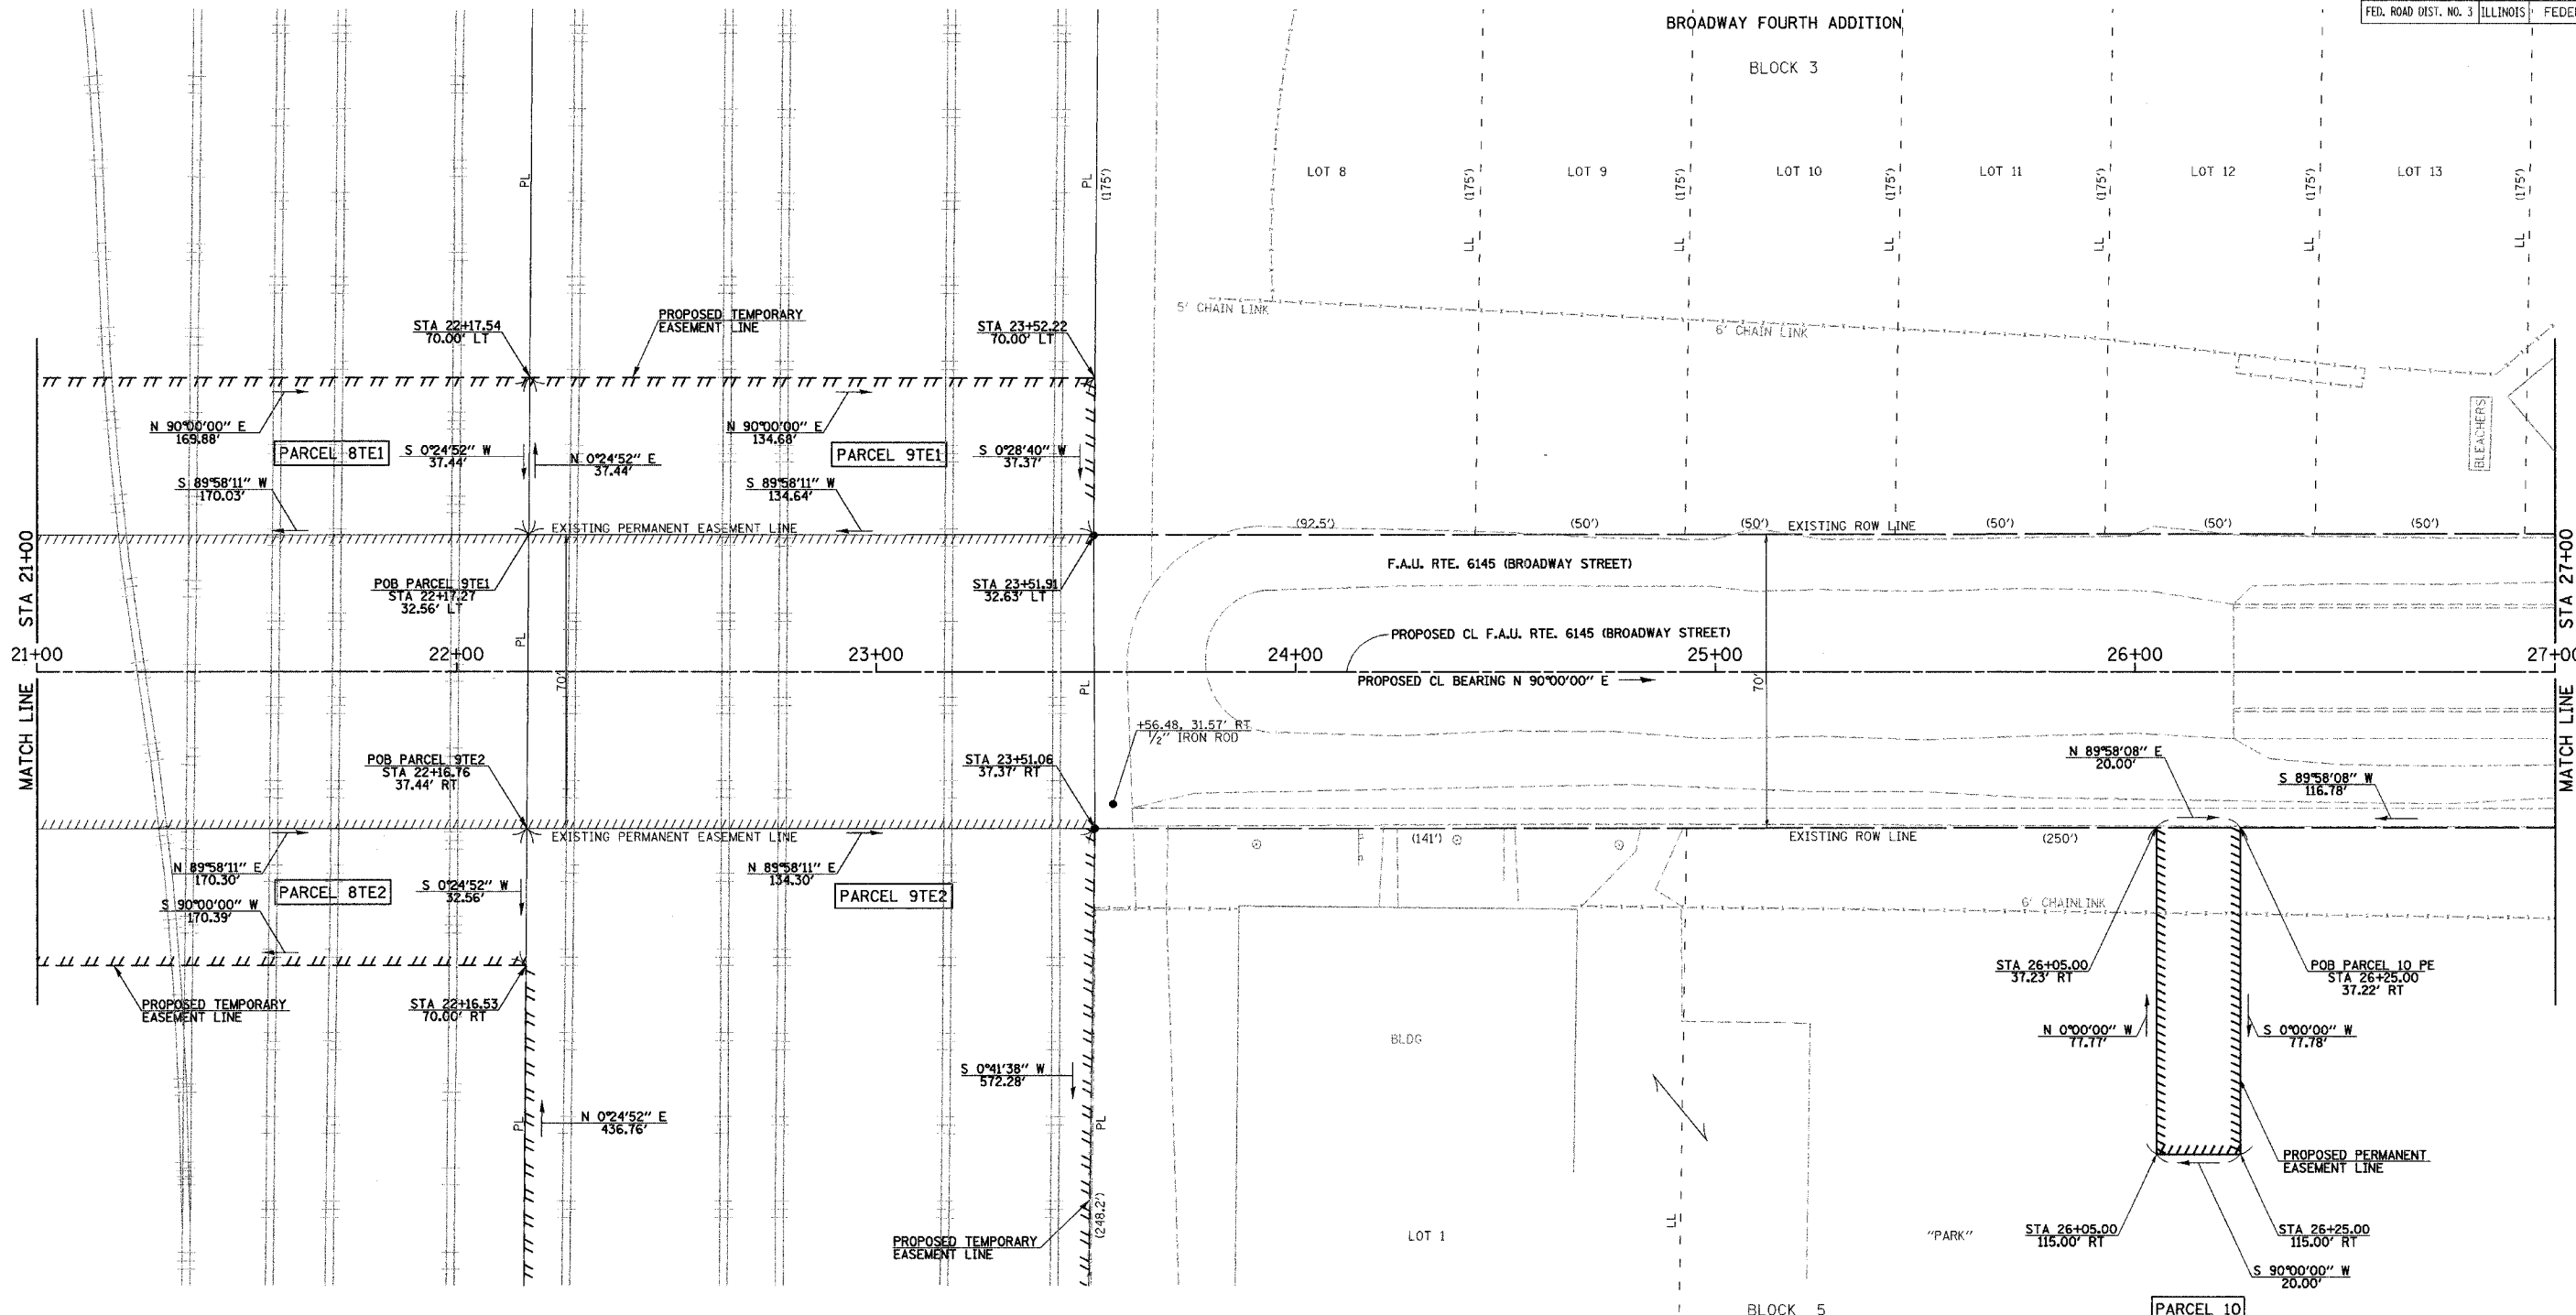 FED. ROAD DIST. NO. 3 ILLINOIS
BROADWAY FOURTH ADDITION
BLOCK 3
LOT 8
LOT 9
LOT 10
LOT 11
LOT 12
LOT 13
PL
PL
(175')
(175')
(175')
(175')
(175')
(175')
(175')
LL
LL
LL
LL
LL
LL
5' CHAIN LINK
6' CHAIN LINK
BLEACHERS
STA 22+17.54
70.00' LT
PROPOSED TEMPORARY
EASEMENT LINE
STA 23+52.22
70.00' LT
N 90°00'00" E
169.88'
PARCEL 8TE1
S 0°24'52" W
37.44'
N 0°24'52" E
37.44'
N 90°00'00" E
134.68'
PARCEL 9TE1
S 0°28'40" W
37.37'
S 89°58'11" W
170.03'
S 89°58'11" W
134.64'
EXISTING PERMANENT EASEMENT LINE
(92.5')
(50')
(50')
EXISTING ROW LINE
(50')
(50')
(50')
F.A.U. RTE. 6145 (BROADWAY STREET)
POB PARCEL 9TE1
STA 22+17.27
32.56' LT
STA 23+51.91
32.63' LT
MATCH LINE STA 21+00
MATCH LINE STA 27+00
PL
PROPOSED CL F.A.U. RTE. 6145 (BROADWAY STREET)
21+00
22+00
23+00
24+00
25+00
26+00
27+00
PROPOSED CL BEARING N 90°00'00" E
70'
PL
70'
+56.48, 31.57' RT
1/2" IRON ROD
POB PARCEL 9TE2
STA 22+16.76
37.44' RT
STA 23+51.06
37.37' RT
N 89°58'08" E
20.00'
S 89°58'08" W
116.78'
EXISTING PERMANENT EASEMENT LINE
(141')
EXISTING ROW LINE
(250')
N 89°58'11" E
170.30'
PARCEL 8TE2
S 0°24'52" W
32.56'
N 89°58'11" E
134.30'
PARCEL 9TE2
S 90°00'00" W
170.39'
6' CHAINLINK
PROPOSED TEMPORARY
EASEMENT LINE
STA 22+16.53
70.00' RT
STA 26+05.00
37.23' RT
POB PARCEL 10 PE
STA 26+25.00
37.22' RT
BLDG
N 0°00'00" W
77.77'
S 0°00'00" W
77.78'
S 0°41'38" W
572.28'
N 0°24'52" E
436.76'
PL
PL
(248.2')
PROPOSED TEMPORARY
EASEMENT LINE
LOT 1
LL
"PARK"
PROPOSED PERMANENT
EASEMENT LINE
STA 26+05.00
115.00' RT
STA 26+25.00
115.00' RT
S 90°00'00" W
20.00'
BLOCK 5
PARCEL 10